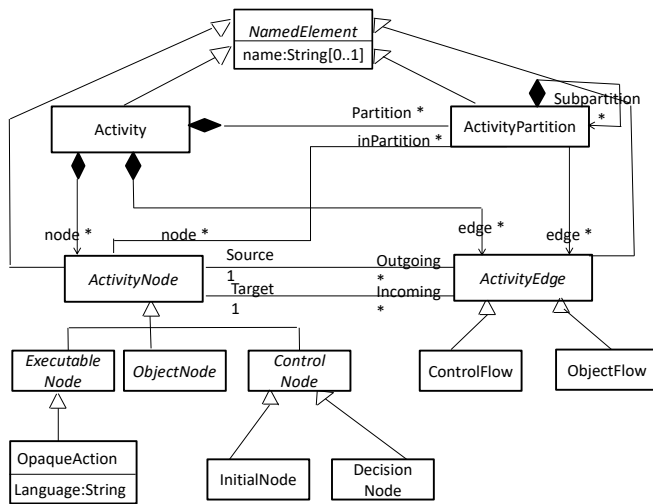 NamedElement
name:String[0..1]
Activity
Partition *
inPartition *
ActivityPartition
Subpartition
*
node *
node *
edge *
edge *
ActivityNode
Source
1
Outgoing
*
Target
1
Incoming
*
ActivityEdge
Executable
Node
ObjectNode
Control
Node
ControlFlow
ObjectFlow
OpaqueAction
Language:String
InitialNode
Decision
Node